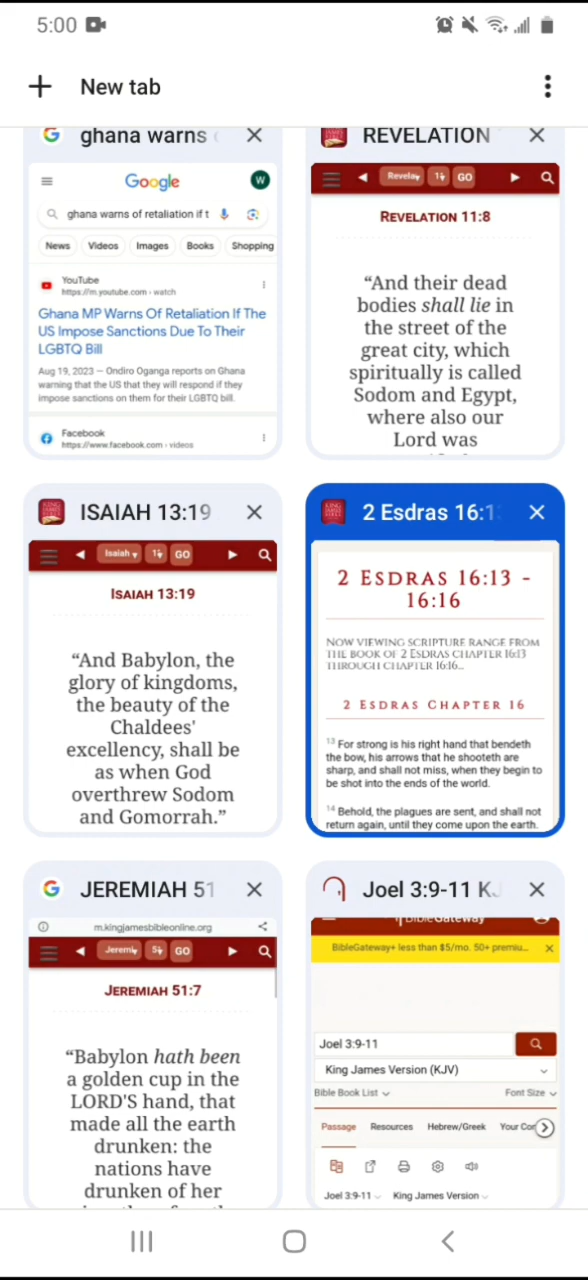 5:00
New tab
ghana warns
Google
W
ghana warns of retaliation if t
News Videos Images Books Shopping
YouTube
https://m.youtube.com › watch
Ghana MP Warns Of Retaliation If The
US Impose Sanctions Due To Their
LGBTQ Bill
Aug 19, 2023 — Ondiro Oganga reports on Ghana
warning that the US that they will respond if they
impose sanctions on them for their LGBTQ bill.
Facebook
https://www.facebook.com › videos
REVELATION
GO
REVELATION 11:8
“And their dead
bodies shall lie in
the street of the
great city, which
spiritually is called
Sodom and Egypt,
where also our
Lord was
ISAIAH 13:19
KING JAMES BIBLE
Isaiah GO
ISAIAH 13:19
“And Babylon, the
glory of kingdoms,
the beauty of the
Chaldees'
excellency, shall be
as when God
overthrew Sodom
and Gomorrah.”
2 Esdras 16:1
2 ESDRAS 16:13 -
16:16
NOW VIEWING SCRIPTURE RANGE FROM
THE BOOK OF 2 ESDRAS CHAPTER 16:13
THROUGH CHAPTER 16:16...
2 ESDRAS CHAPTER 16
13 For strong is his right hand that bendeth
the bow, his arrows that he shooteth are
sharp, and shall not miss, when they begin to
be shot into the ends of the world.
14 Behold, the plagues are sent, and shall not
return again, until they come upon the earth.
JEREMIAH 51
m.kingjamesbibleonline.org
GO
JEREMIAH 51:7
“Babylon hath been
a golden cup in the
LORD'S hand, that
made all the earth
drunken: the
nations have
drunken of her
Joel 3:9-11 K
BibleGateway
BibleGateway+ less than $5/mo. 50+ premiu...
Joel 3:9-11
King James Version (KJV)
Bible Book List Font Size
Passage Resources Hebrew/Greek Your Co
Joel 3:9-11 King James Version